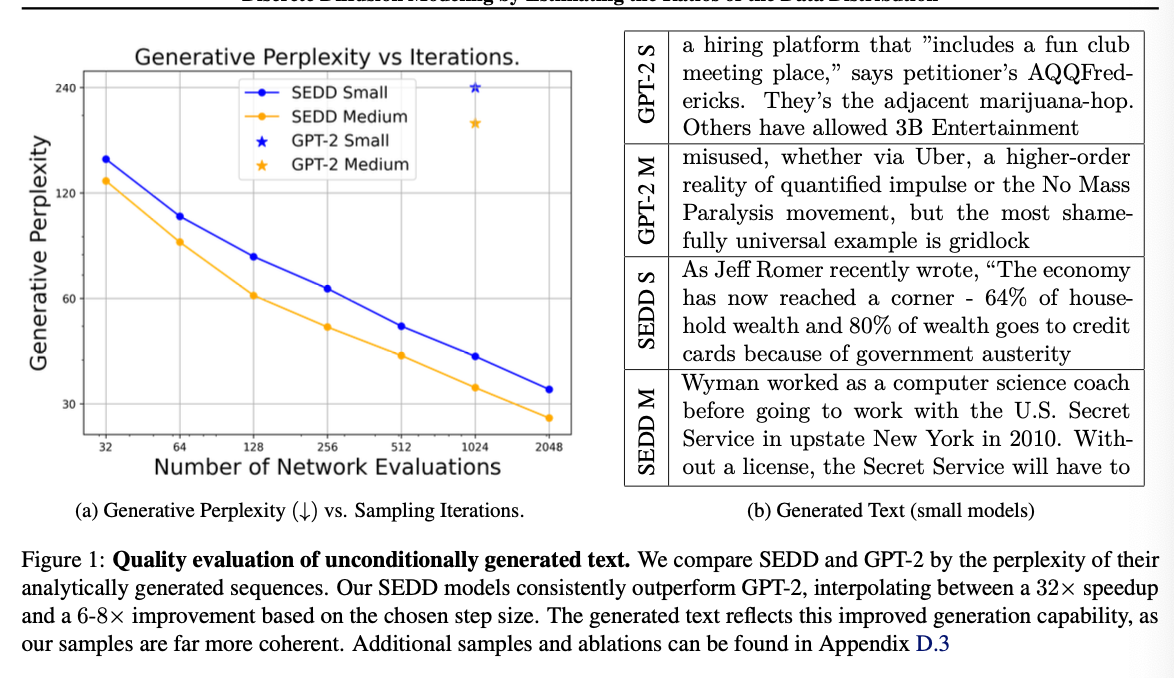 Discrete Diffusion Modeling by Estimating the Ratios of the Data Distribution
Generative Perplexity vs Iterations.
240
120
60
30
Generative Perplexity
SEDD Small
SEDD Medium
GPT-2 Small
GPT-2 Medium
32 64 128 256 512 1024 2048
Number of Network Evaluations
(a) Generative Perplexity (↓) vs. Sampling Iterations.
GPT-2 S
a hiring platform that ”includes a fun club
meeting place,” says petitioner’s AQQFred-
ericks. They’s the adjacent marijuana-hop.
Others have allowed 3B Entertainment
GPT-2 M
misused, whether via Uber, a higher-order
reality of quantified impulse or the No Mass
Paralysis movement, but the most shame-
fully universal example is gridlock
SEDD S
As Jeff Romer recently wrote, “The economy
has now reached a corner - 64% of house-
hold wealth and 80% of wealth goes to credit
cards because of government austerity
SEDD M
Wyman worked as a computer science coach
before going to work with the U.S. Secret
Service in upstate New York in 2010. With-
out a license, the Secret Service will have to
(b) Generated Text (small models)
Figure 1: Quality evaluation of unconditionally generated text. We compare SEDD and GPT-2 by the perplexity of their
analytically generated sequences. Our SEDD models consistently outperform GPT-2, interpolating between a 32× speedup
and a 6-8× improvement based on the chosen step size. The generated text reflects this improved generation capability, as
our samples are far more coherent. Additional samples and ablations can be found in Appendix D.3